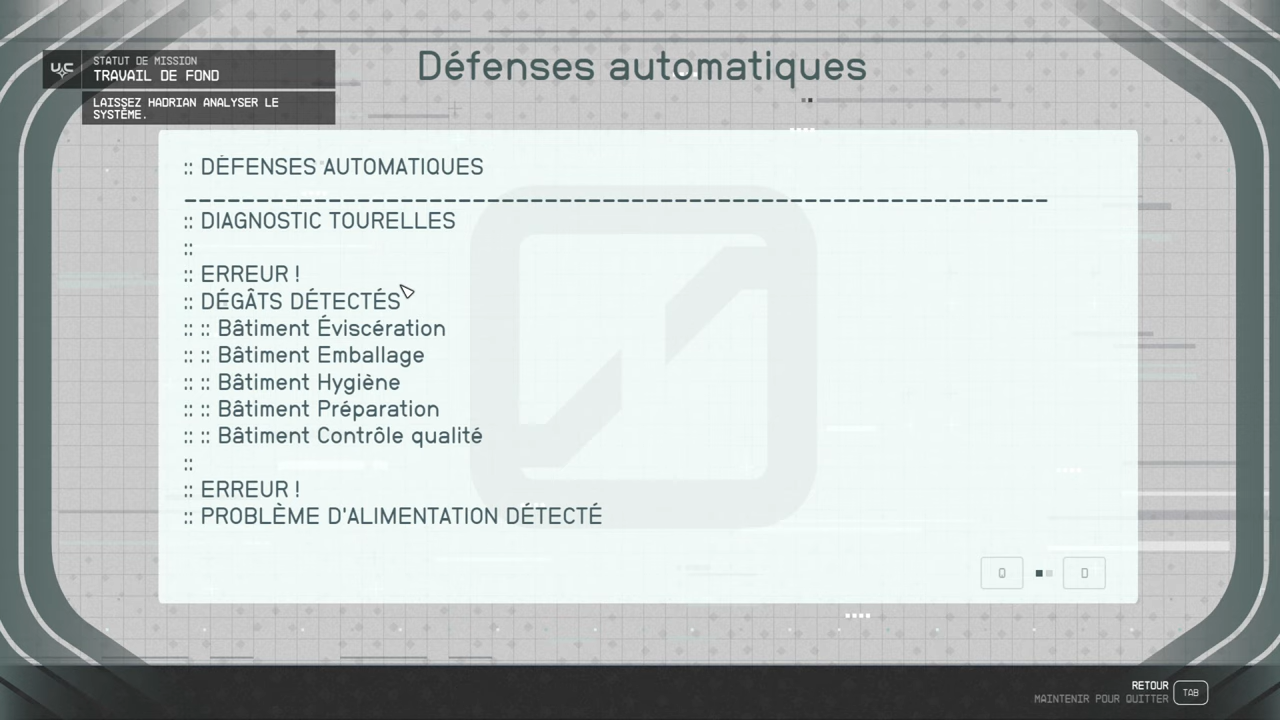 STATUT DE MISSION
TRAVAIL DE FOND
LAISSEZ HADRIAN ANALYSER LE
SYSTÈME.
Défenses automatiques
:: DÉFENSES AUTOMATIQUES
:: DIAGNOSTIC TOURELLES
::
:: ERREUR !
:: DÉGÂTS DÉTECTÉS
:: :: Bâtiment Éviscération
:: :: Bâtiment Emballage
:: :: Bâtiment Hygiène
:: :: Bâtiment Préparation
:: :: Bâtiment Contrôle qualité
::
:: ERREUR !
:: PROBLÈME D'ALIMENTATION DÉTECTÉ
Q
D
RETOUR
MAINTENIR POUR QUITTER
TAB